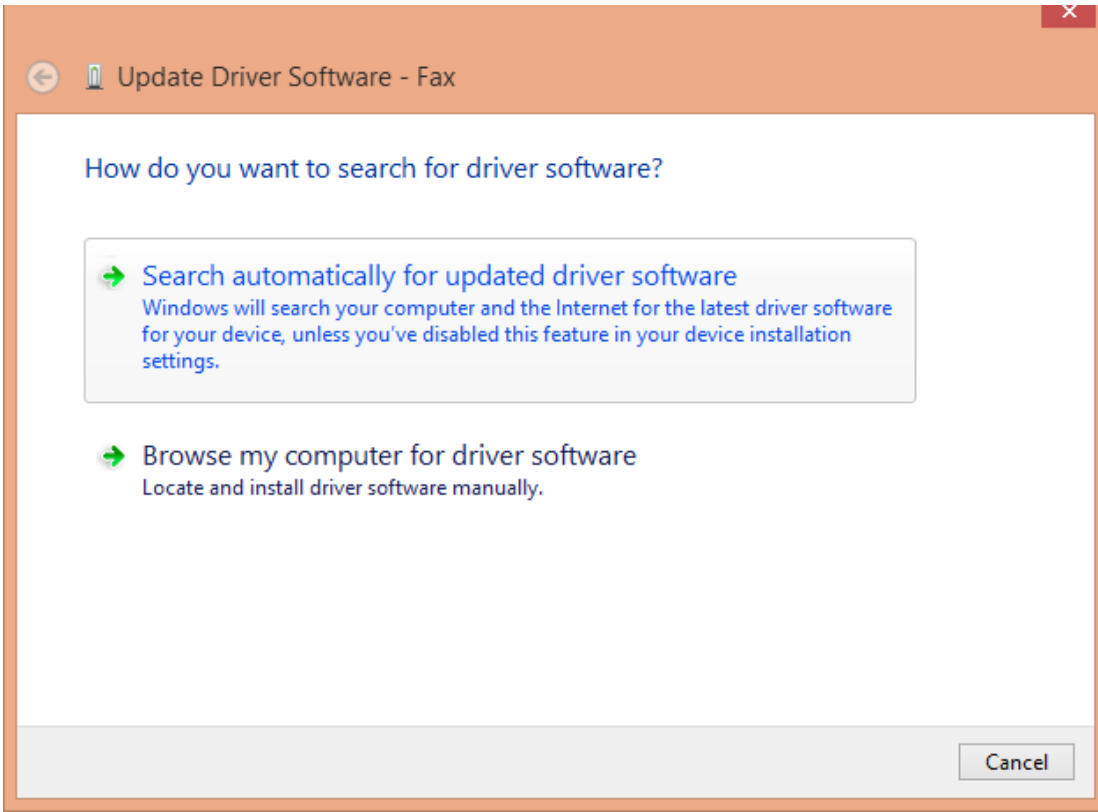 Update Driver Software - Fax
How do you want to search for driver software?
Search automatically for updated driver software
Windows will search your computer and the Internet for the latest driver software
for your device, unless you've disabled this feature in your device installation
settings.
Browse my computer for driver software
Locate and install driver software manually.
Cancel